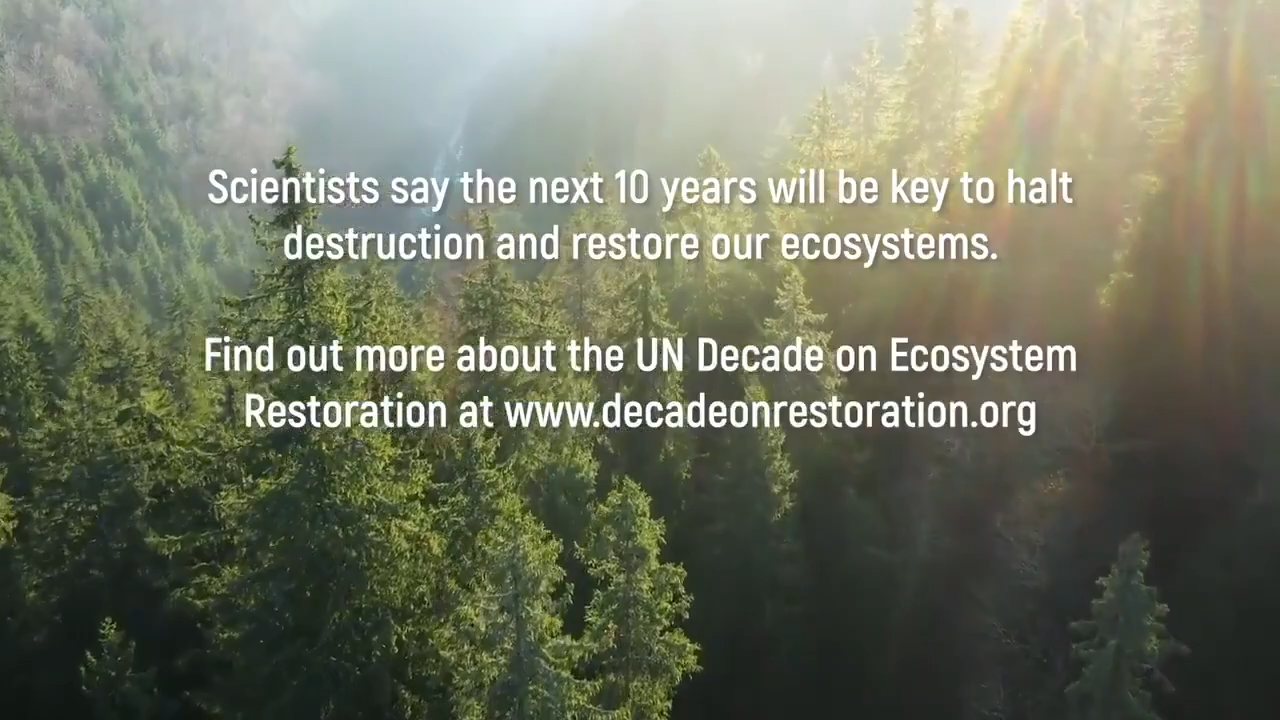 Scientists say the next 10 years will be key to halt
destruction and restore our ecosystems.
Find out more about the UN Decade on Ecosystem
Restoration at www.decadeonrestoration.org